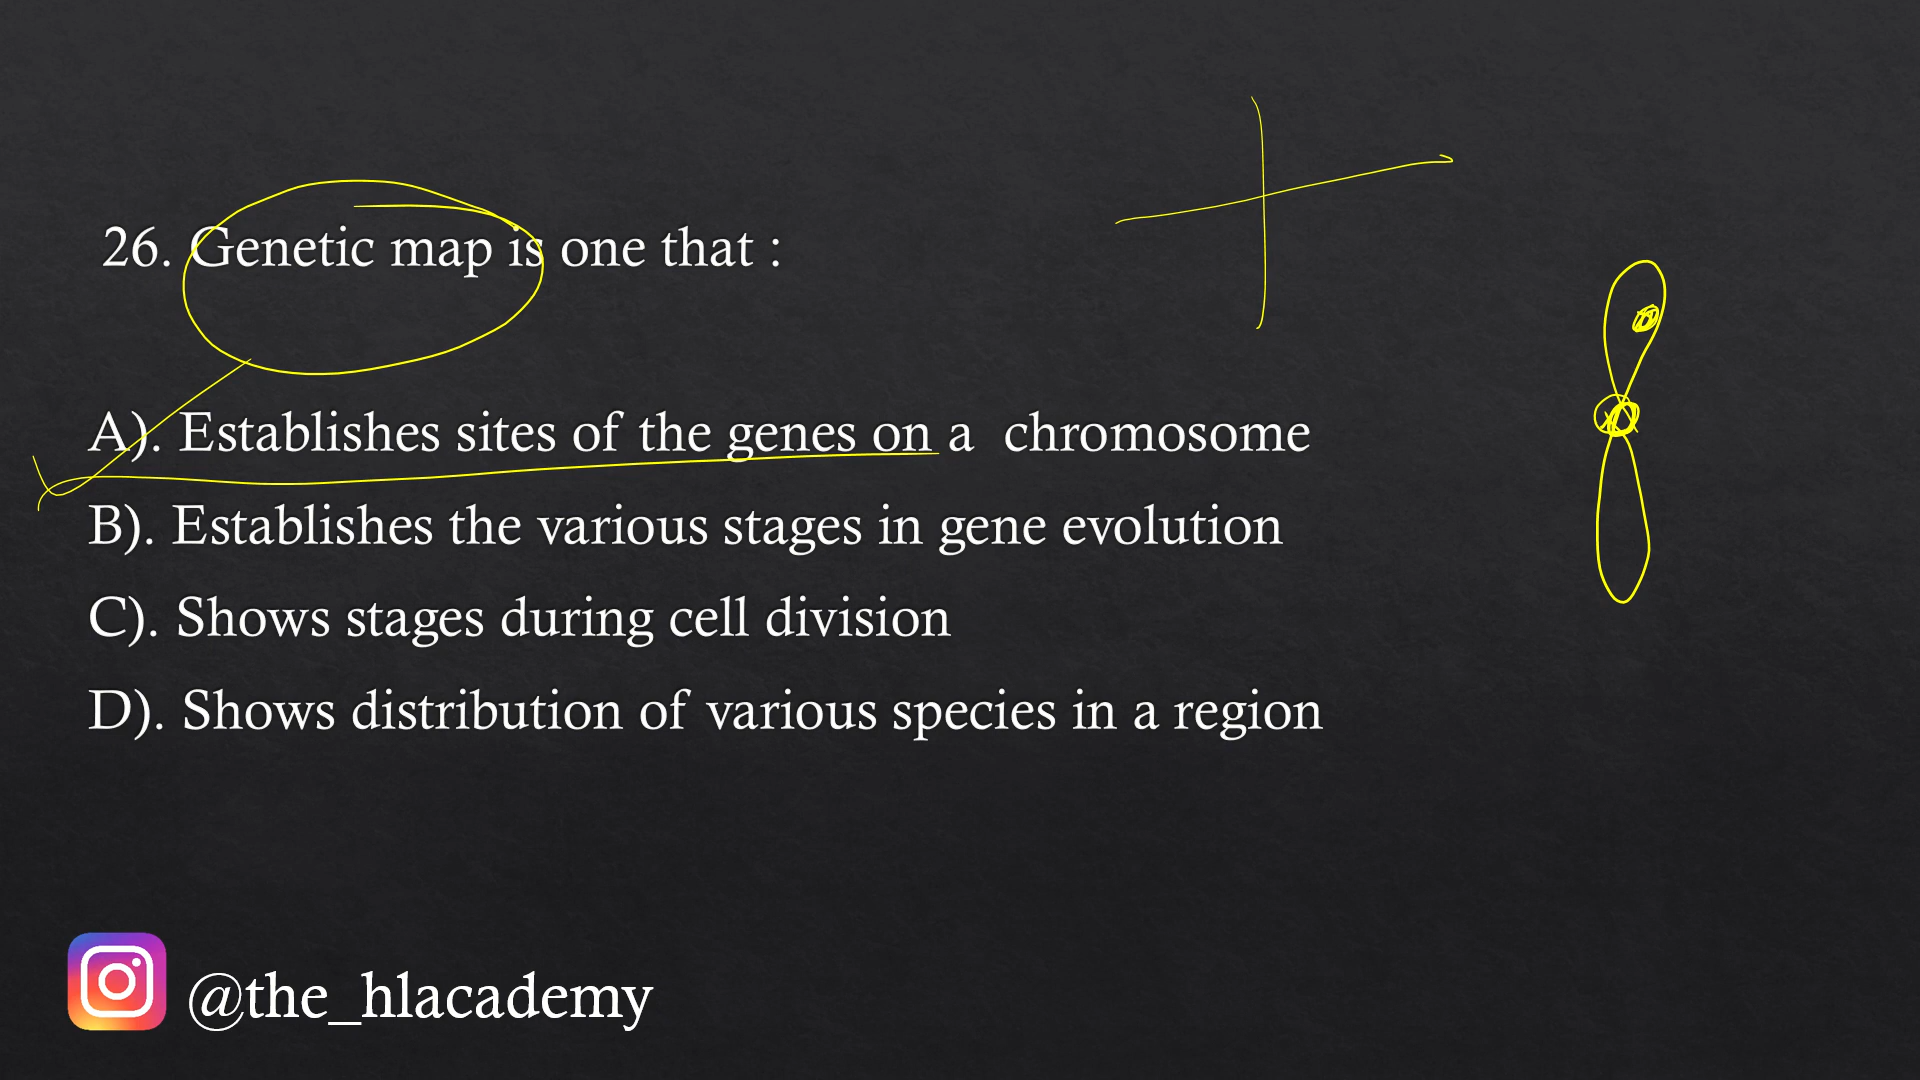 26. Genetic map is one that :
A). Establishes sites of the genes on a chromosome
B). Establishes the various stages in gene evolution
C). Shows stages during cell division
D). Shows distribution of various species in a region
@the_hlacademy